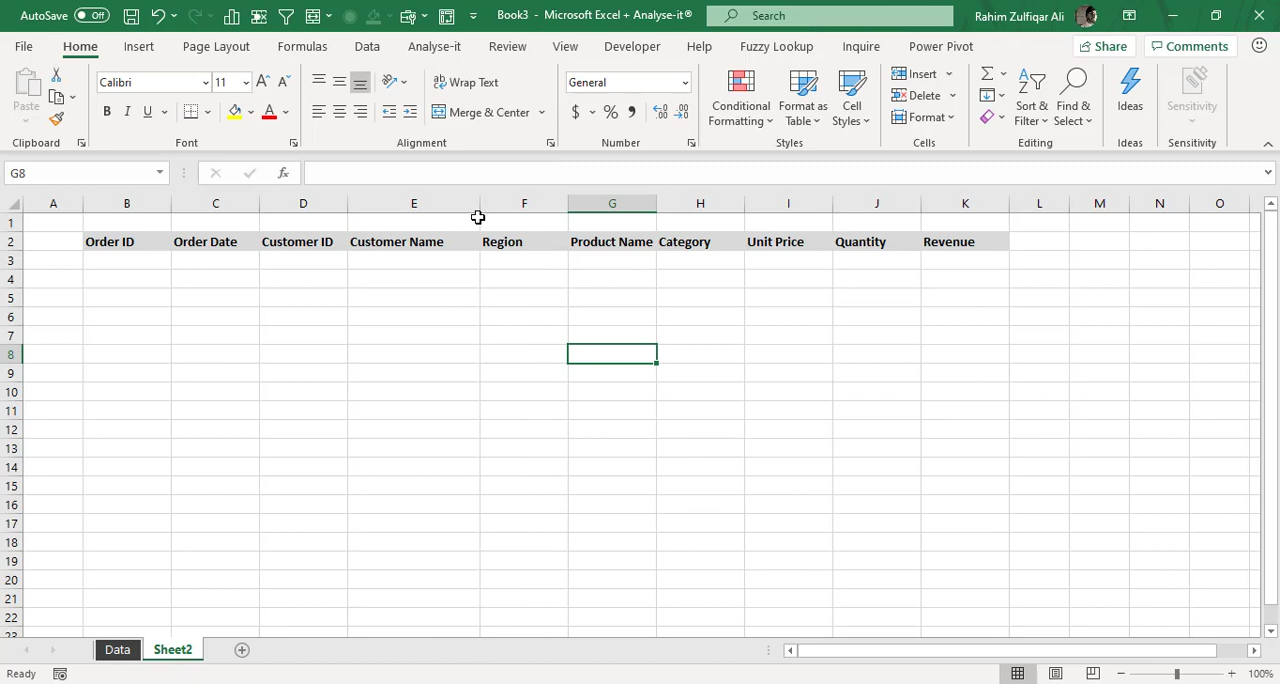 AutoSave Off Book3 - Microsoft Excel + Analyse-it® Search Rahim Zulfiqar Ali
File Home Insert Page Layout Formulas Data Analyse-it Review View Developer Help Fuzzy Lookup Inquire Power Pivot Share Comments
Paste Calibri 11 A A Wrap Text General Conditional Formatting Format as Table Cell Styles Insert Delete Format Sort & Filter Find & Select Ideas Sensitivity
B I U A Merge & Center $ %
Clipboard Font Alignment Number Styles Cells Editing Ideas Sensitivity
G8 fx
A B C D E F G H I J K L M N O
1
2 Order ID Order Date Customer ID Customer Name Region Product Name Category Unit Price Quantity Revenue
3
4
5
6
7
8
9
10
11
12
13
14
15
16
17
18
19
20
21
22
23
Data Sheet2
Ready 100%